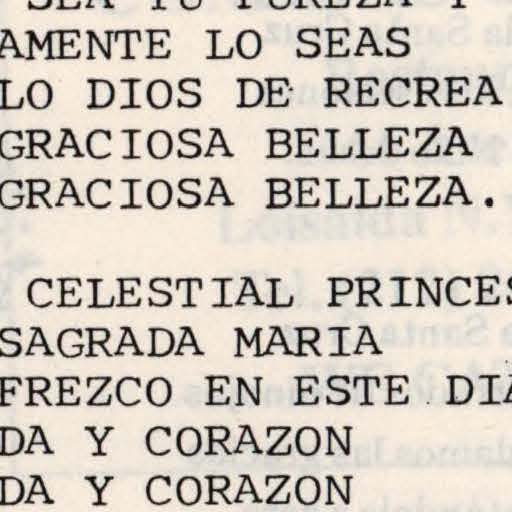 SEA TU PUREZA Y
AMENTE LO SEAS
LO DIOS DE RECREA
GRACIOSA BELLEZA
GRACIOSA BELLEZA.
CELESTIAL PRINCES
SAGRADA MARIA
FREZCO EN ESTE DIA
DA Y CORAZON
DA Y CORAZON